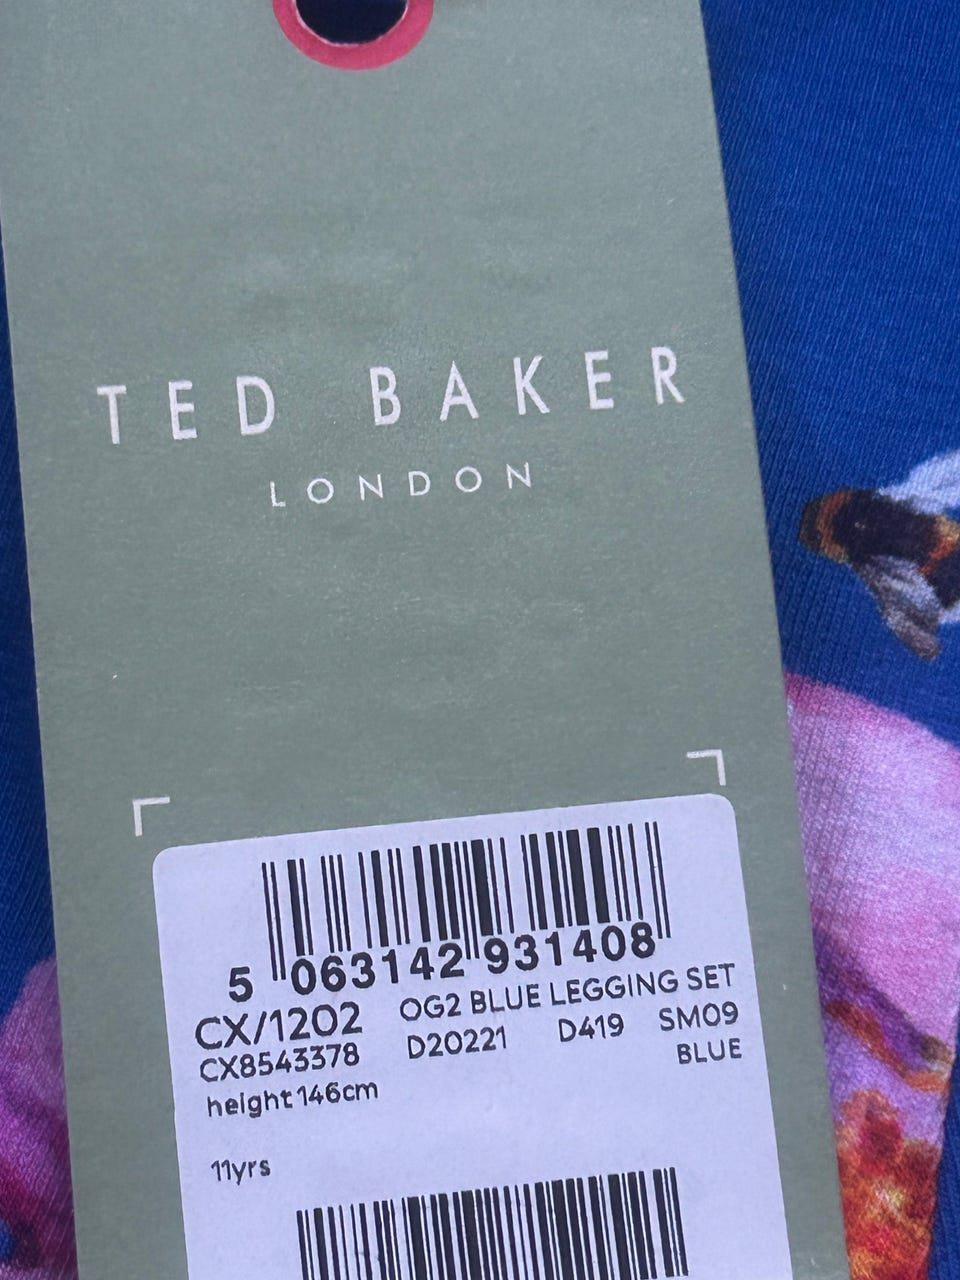 TED BAKER
LONDON
5 063142 931408
CX/1202 OG2 BLUE LEGGING SET
CX8543378 D20221 D419 SM09
height 146cm BLUE
11yrs